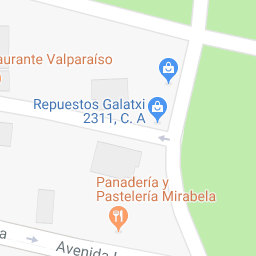 aurante Valparaíso
Repuestos Galatxi
2311, C. A
Panadería y
Pastelería Mirabela
Avenida